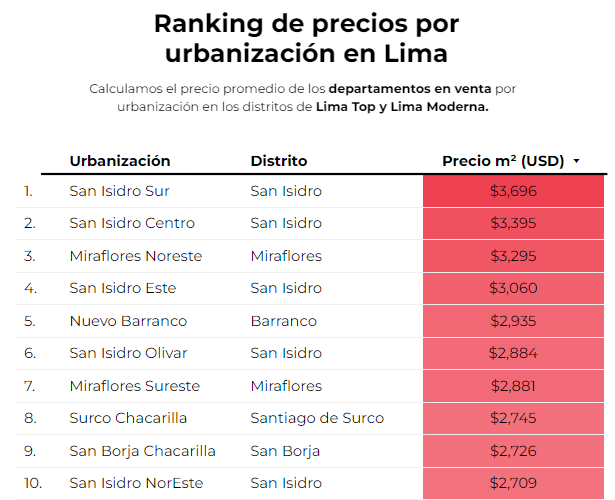 Ranking de precios por
urbanización en Lima
Calculamos el precio promedio de los departamentos en venta por
urbanización en los distritos de Lima Top y Lima Moderna.
Urbanización Distrito Precio m² (USD)
1. San Isidro Sur San Isidro $3,696
2. San Isidro Centro San Isidro $3,395
3. Miraflores Noreste Miraflores $3,295
4. San Isidro Este San Isidro $3,060
5. Nuevo Barranco Barranco $2,935
6. San Isidro Olivar San Isidro $2,884
7. Miraflores Sureste Miraflores $2,881
8. Surco Chacarilla Santiago de Surco $2,745
9. San Borja Chacarilla San Borja $2,726
10. San Isidro NorEste San Isidro $2,709